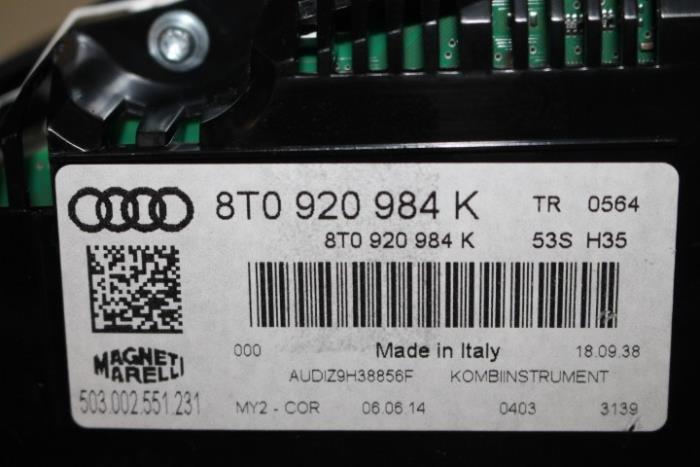 8T0 920 984 K TR 0564
8T0 920 984 K 53S H35
000 Made in Italy 18.09.38
MAGNETI MARELLI
AUDIZ9H38856F KOMBIINSTRUMENT
503.002.551.231
MY2 - COR 06.06.14 0403 3139